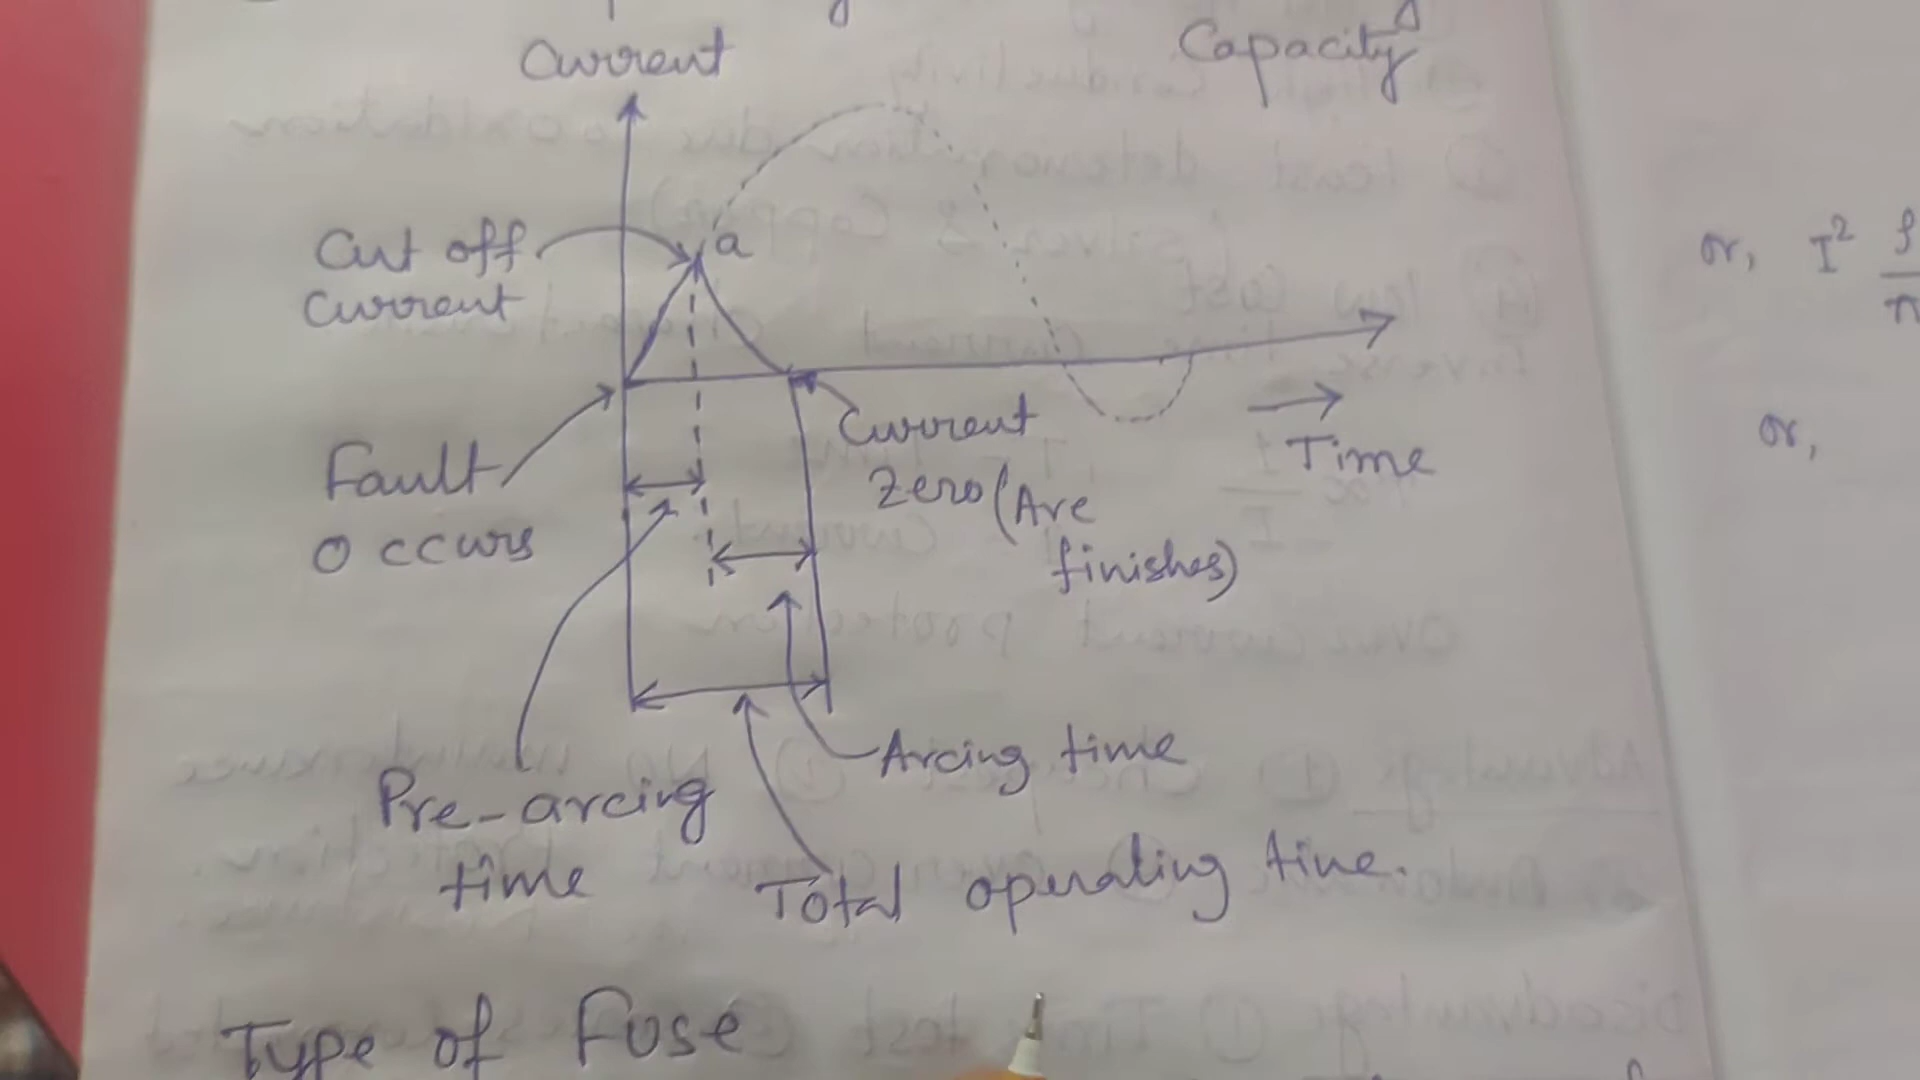 Capacity
Current
a
Cut off
Current
or, I²
or,
Fault
Occurs
Current
Zero (Arc
finishes)
Time
Arcing time
Pre-arcing
time
Total operating time.
Type of Fuse